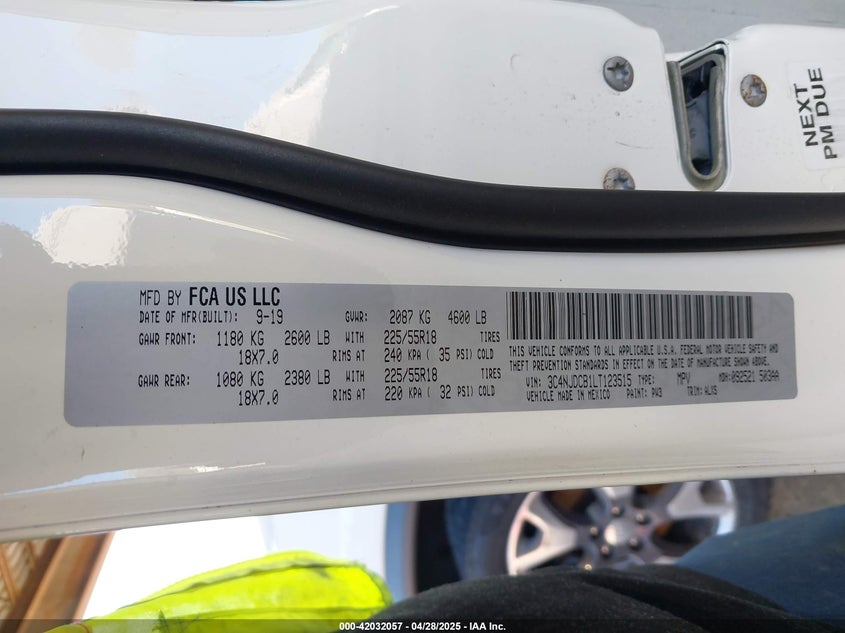 NEXT
PM DUE
MFD BY FCA US LLC
DATE OF MFR(BUILT): 9-19 GVWR: 2087 KG 4600 LB
GAWR FRONT: 1180 KG 2600 LB WITH 225/55R18 TIRES
18X7.0 RIMS AT 240 KPA ( 35 PSI) COLD
GAWR REAR: 1080 KG 2380 LB WITH 225/55R18 TIRES
18X7.0 RIMS AT 220 KPA ( 32 PSI) COLD
THIS VEHICLE CONFORMS TO ALL APPLICABLE U.S.A. FEDERAL MOTOR VEHICLE SAFETY AND
THEFT PREVENTION STANDARDS IN EFFECT ON THE DATE OF MANUFACTURE SHOWN ABOVE.
VIN: 3C4NJDCB1LT123515 TYPE: MPV MDH: 092521 503AA
VEHICLE MADE IN MEXICO PAINT: PW3 TRIM: ALXS
000-42032057 - 04/28/2025 - IAA Inc.